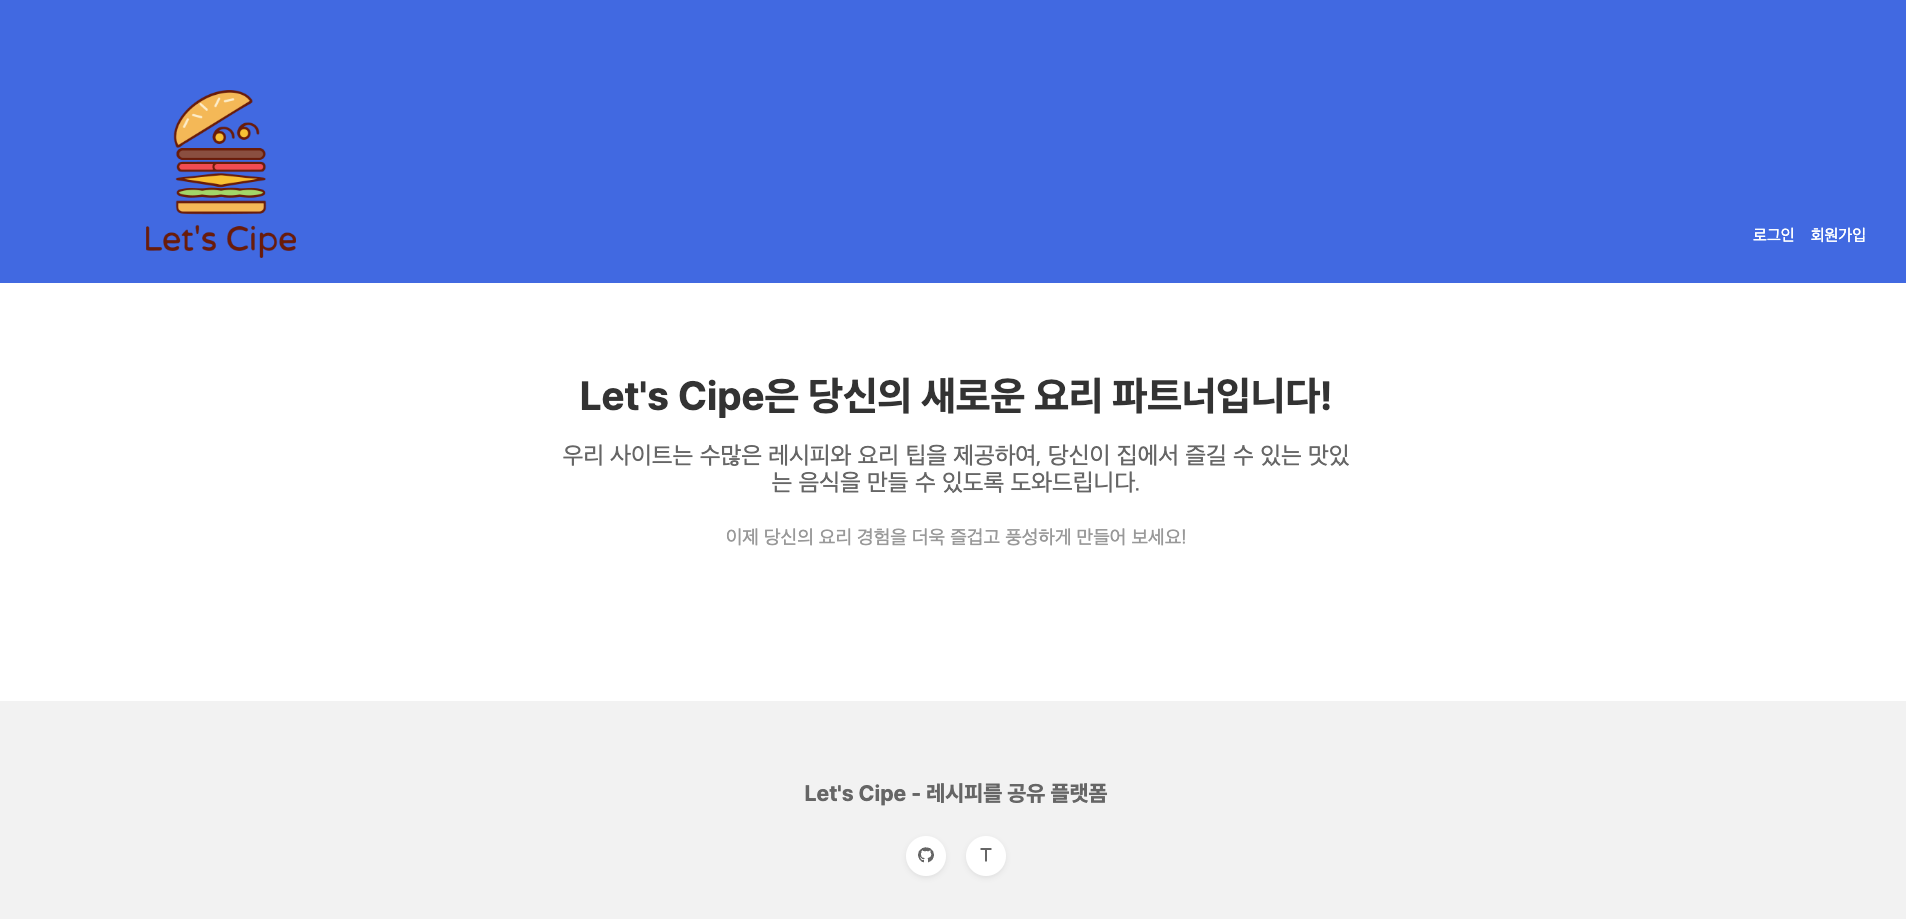 Let's Cipe
로그인 회원가입
Let's Cipe은 당신의 새로운 요리 파트너입니다!
우리 사이트는 수많은 레시피와 요리 팁을 제공하여, 당신이 집에서 즐길 수 있는 맛있
는 음식을 만들 수 있도록 도와드립니다.
이제 당신의 요리 경험을 더욱 즐겁고 풍성하게 만들어 보세요!
Let's Cipe - 레시피를 공유 플랫폼
T